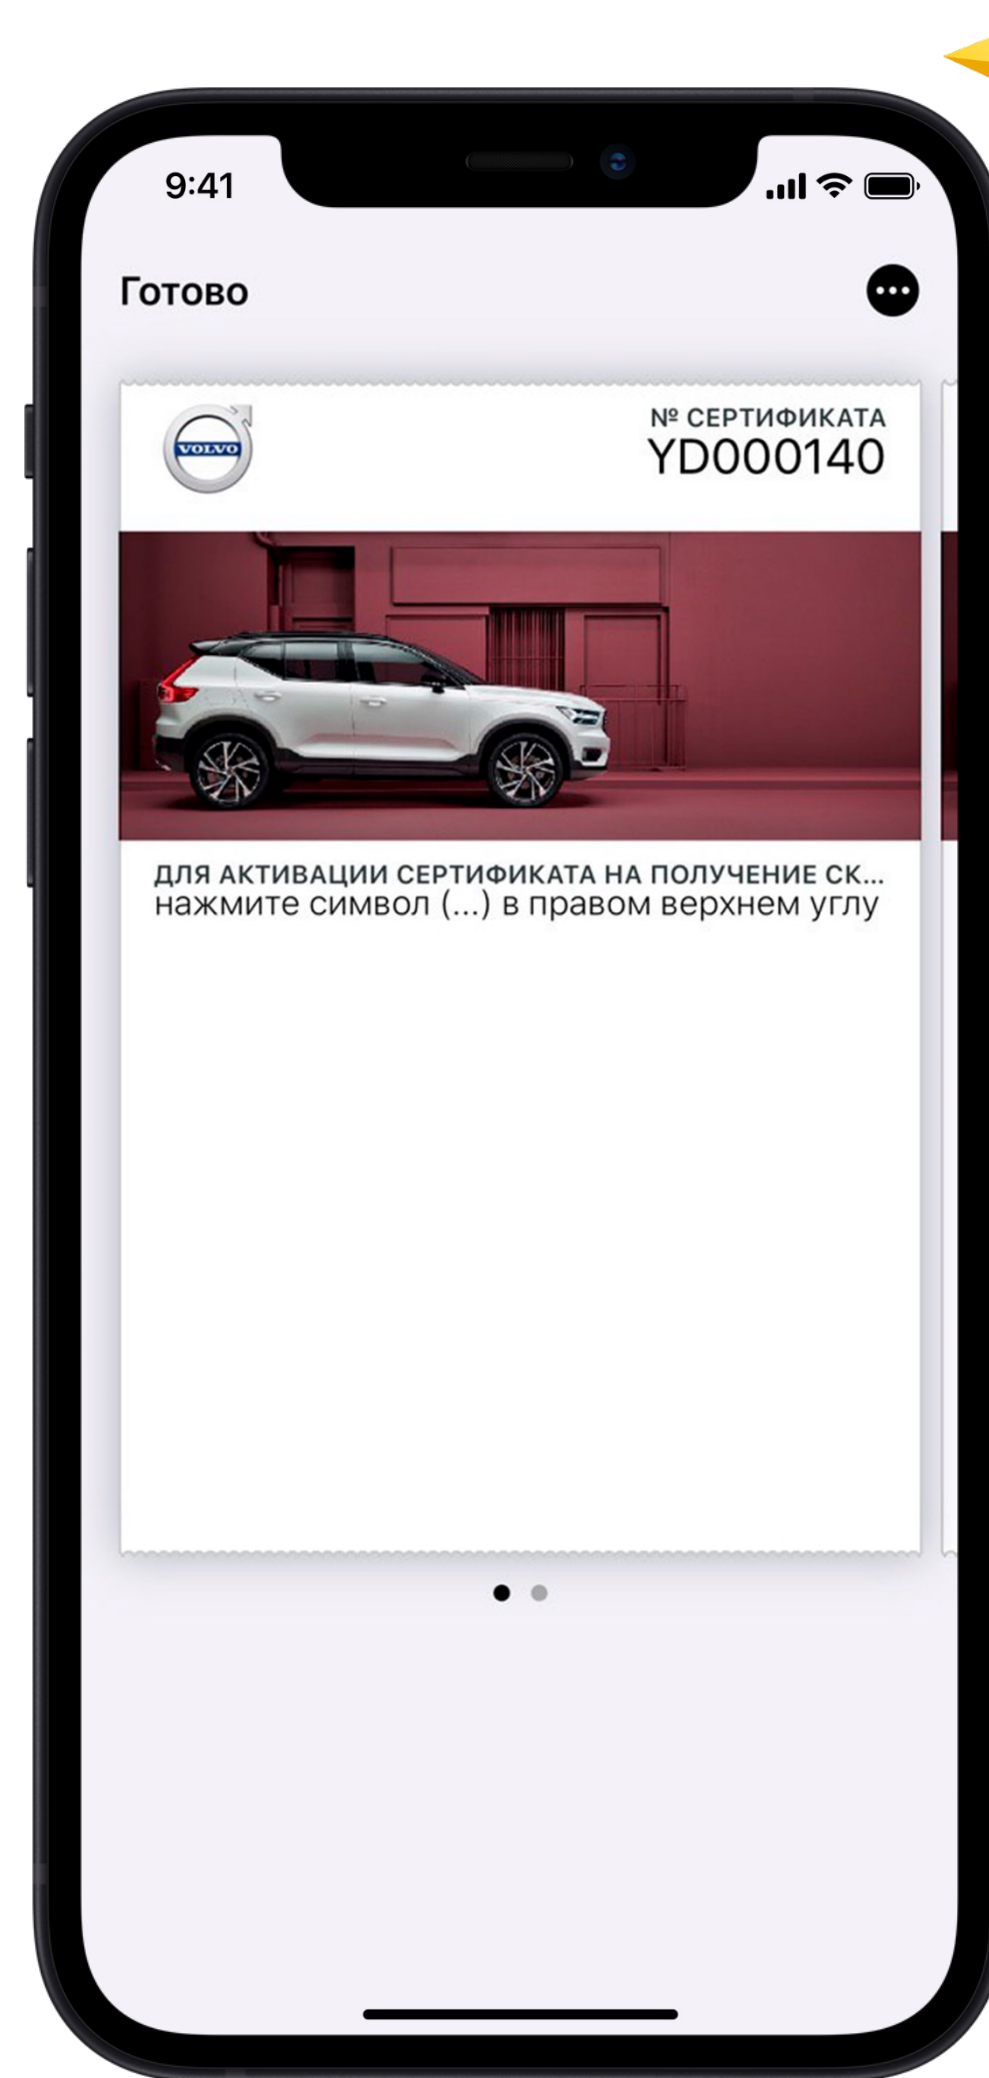 9:41
Готово
VOLVO
№ СЕРТИФИКАТА
YD000140
ДЛЯ АКТИВАЦИИ СЕРТИФИКАТА НА ПОЛУЧЕНИЕ СК...
нажмите символ (...) в правом верхнем углу